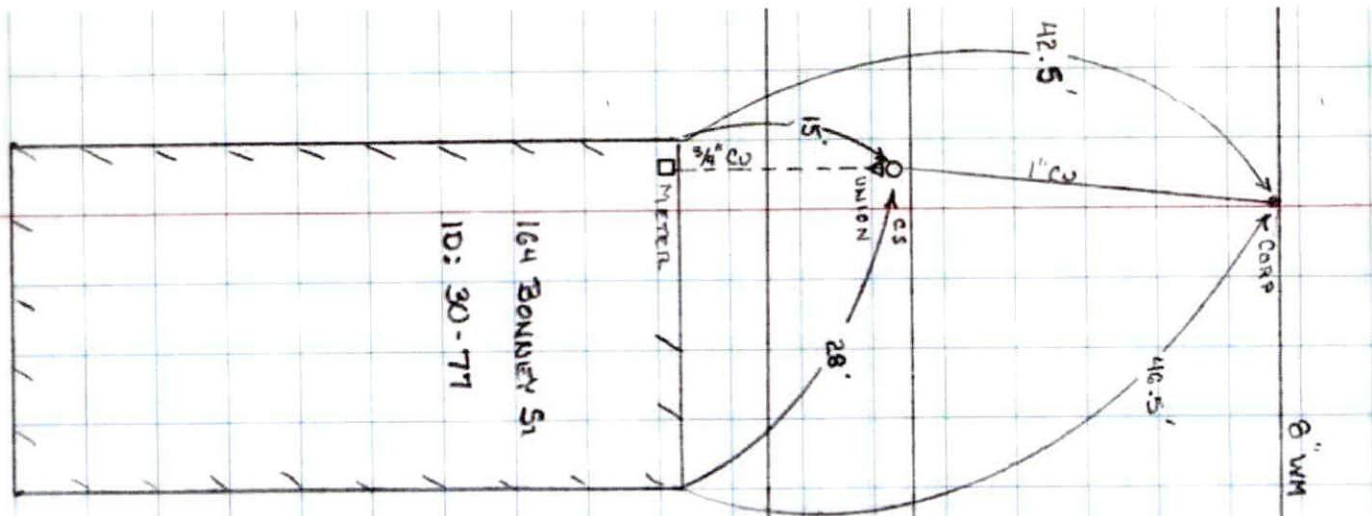 8" WM
42.5'
CORP
46.5'
1" CU
15'
CS
UNION
28'
3/4" CU
METER
164 BONNEY ST
ID: 30-77